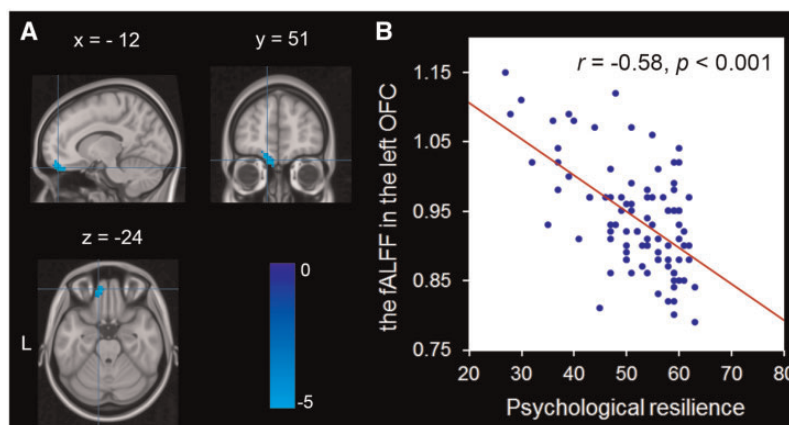 A
x = - 12
y = 51
z = -24
L
0
-5
B
r = -0.58, p < 0.001
the fALFF in the left OFC
1.15
1.05
0.95
0.85
0.75
20 30 40 50 60 70 80
Psychological resilience